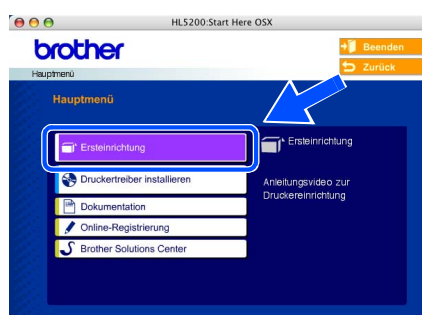 HL5200:Start Here OSX
brother
Beenden
Hauptmenü
Zurück
Hauptmenü
Ersteinrichtung
Ersteinrichtung
Druckertreiber installieren
Anleitungsvideo zur
Druckereinrichtung
Dokumentation
Online-Registrierung
Brother Solutions Center